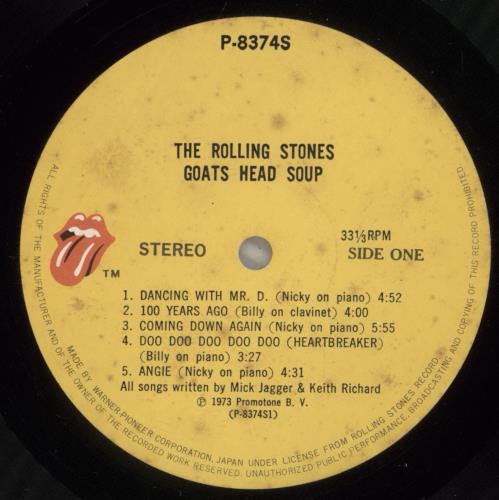 P-8374S
THE ROLLING STONES
GOATS HEAD SOUP
STEREO
33⅓RPM
SIDE ONE
TM
1. DANCING WITH MR. D. (Nicky on piano) 4:52
2. 100 YEARS AGO (Billy on clavinet) 4:00
3. COMING DOWN AGAIN (Nicky on piano) 5:55
4. DOO DOO DOO DOO DOO (HEARTBREAKER)
(Billy on piano) 3:27
5. ANGIE (Nicky on piano) 4:31
All songs written by Mick Jagger & Keith Richard
Ⓟ 1973 Promotone B. V.
(P-8374S1)
MADE BY WARNER-PIONEER CORPORATION, JAPAN UNDER LICENSE FROM ROLLING STONES RECORD.
ALL RIGHTS OF THE MANUFACTURER AND OF THE OWNER OF THE RECORDED WORK RESERVED. UNAUTHORIZED PUBLIC PERFORMANCE, BROADCASTING AND COPYING OF THIS RECORD PROHIBITED.